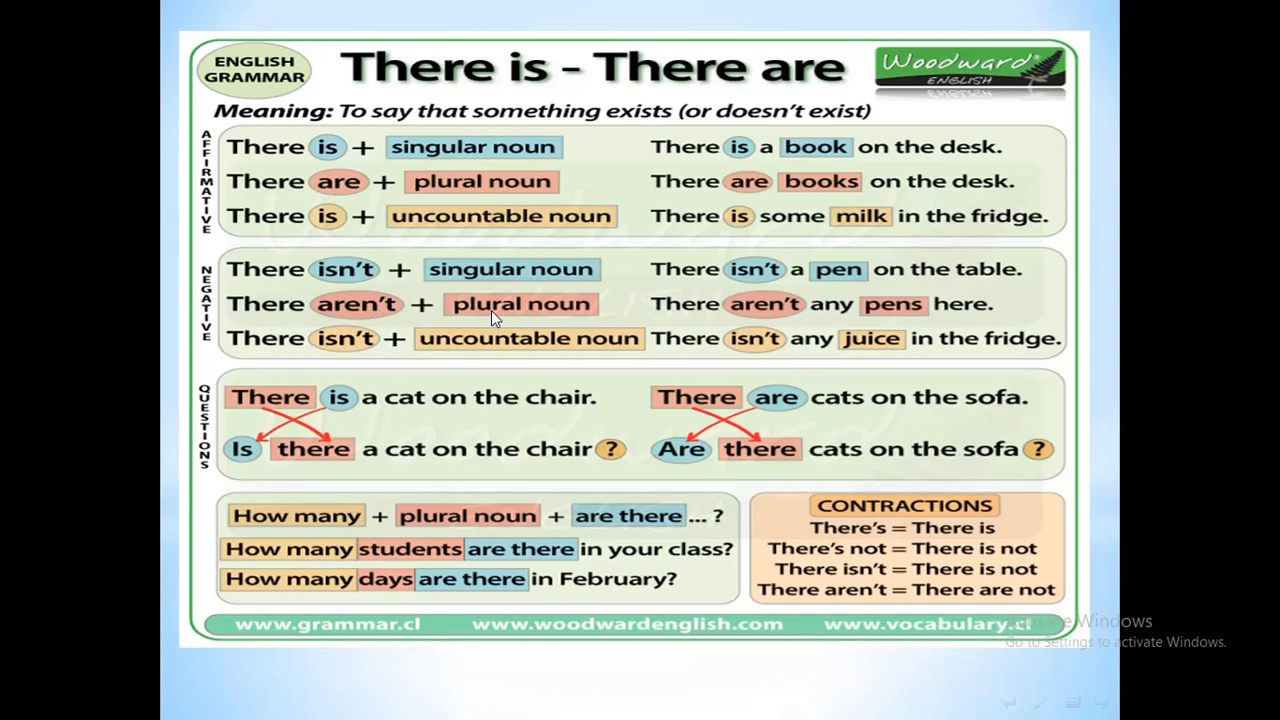 ENGLISH
GRAMMAR
There is - There are
Woodward
ENGLISH
Meaning: To say that something exists (or doesn't exist)
AFFIRMATIVE
There is + singular noun
There is a book on the desk.
There are + plural noun
There are books on the desk.
There is + uncountable noun
There is some milk in the fridge.
NEGATIVE
There isn't + singular noun
There isn't a pen on the table.
There aren't + plural noun
There aren't any pens here.
There isn't + uncountable noun
There isn't any juice in the fridge.
QUESTIONS
There is a cat on the chair.
Is there a cat on the chair ?
There are cats on the sofa.
Are there cats on the sofa ?
How many + plural noun + are there ... ?
How many students are there in your class?
How many days are there in February?
CONTRACTIONS
There's = There is
There's not = There is not
There isn't = There is not
There aren't = There are not
www.grammar.cl
www.woodwardenglish.com
www.vocabulary.cl
Activate Windows
Go to Settings to activate Windows.